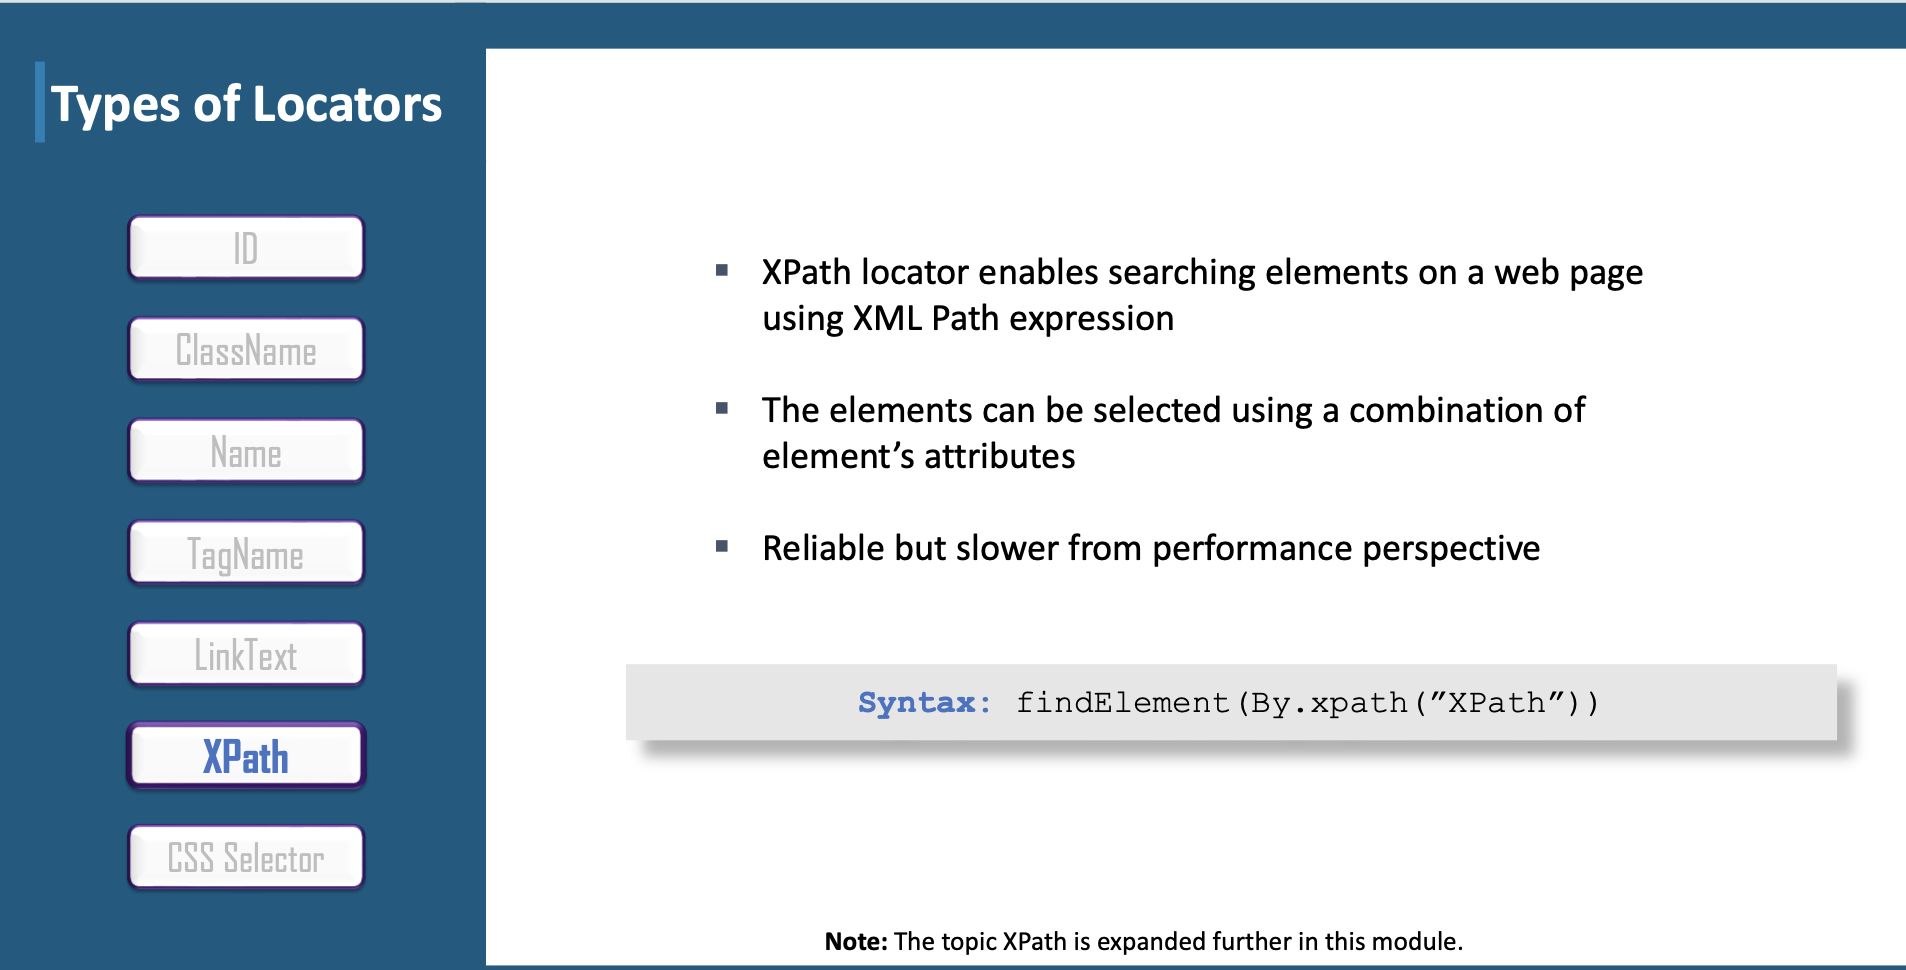 Types of Locators
ID
ClassName
Name
TagName
LinkText
XPath
CSS Selector
▪ XPath locator enables searching elements on a web page
using XML Path expression
▪ The elements can be selected using a combination of
element’s attributes
▪ Reliable but slower from performance perspective
Syntax: findElement(By.xpath(”XPath”))
Note: The topic XPath is expanded further in this module.